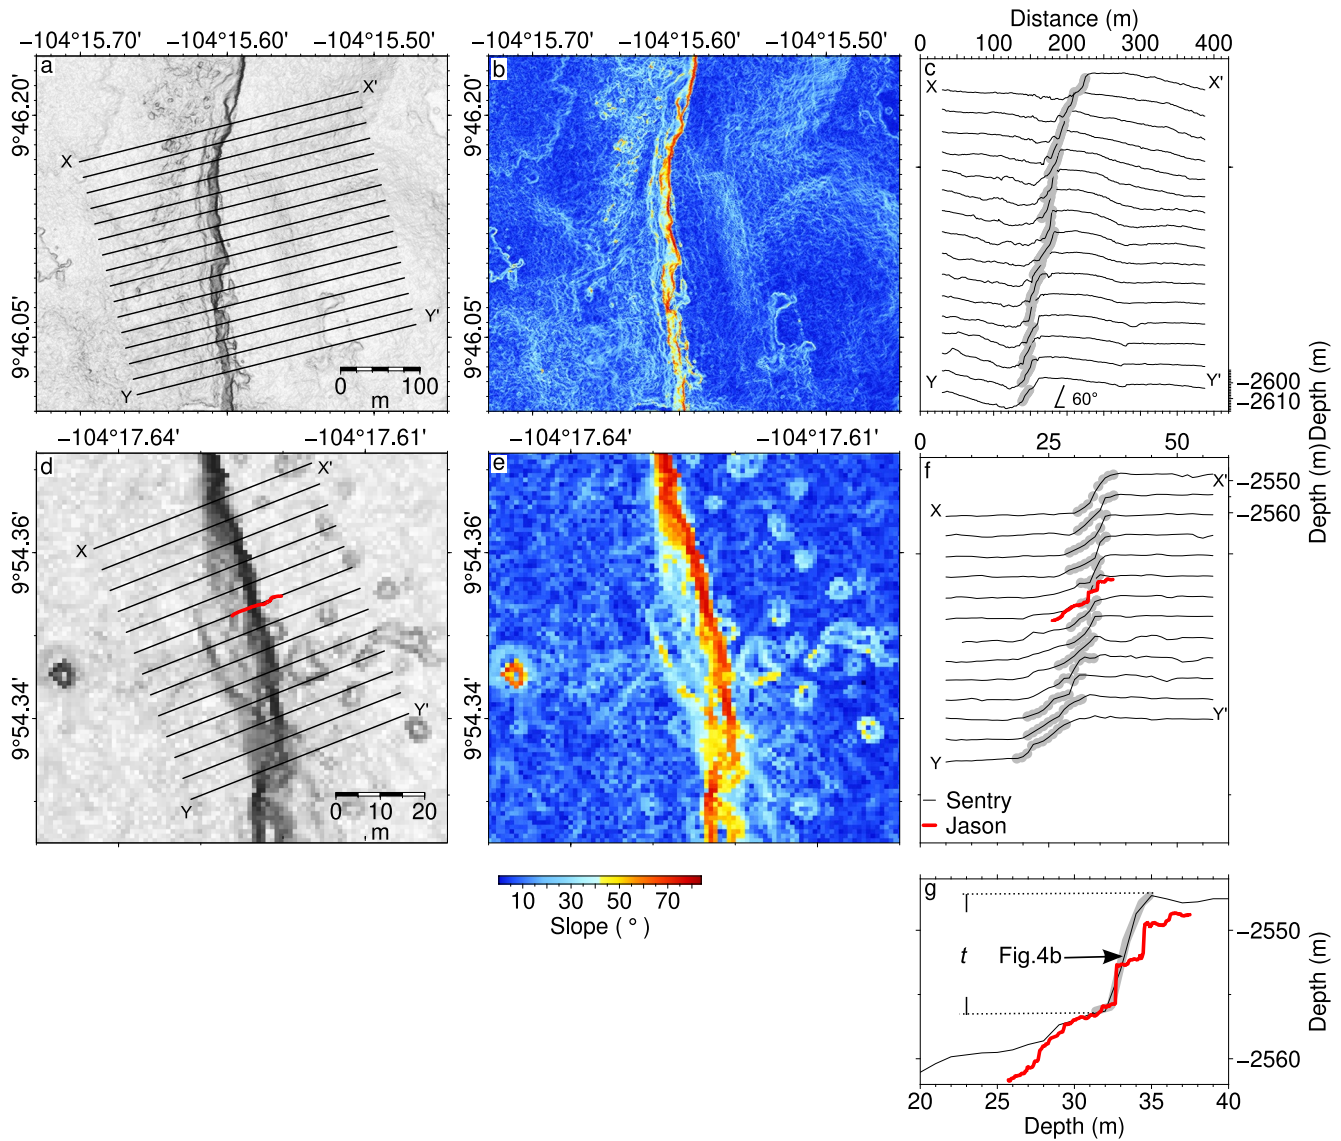 −104°15.70' −104°15.60' −104°15.50'
−104°15.70' −104°15.60' −104°15.50'
Distance (m)
0 100 200 300 400
a
b
c
9°46.20'
9°46.05'
9°46.20'
9°46.05'
X
X'
Y
Y'
0 100
m
X
X'
Y
Y'
60°
−2600
−2610
Depth (m)
−104°17.64' −104°17.61'
−104°17.64' −104°17.61'
0 25 50
d
e
f
9°54.36'
9°54.34'
9°54.36'
9°54.34'
X
X'
Y
Y'
0 10 20
m
X
X'
Y
Y'
−2550
−2560
Depth (m)
Sentry
Jason
10 30 50 70
Slope (°)
g
t
Fig.4b
−2550
−2560
Depth (m)
20 25 30 35 40
Depth (m)